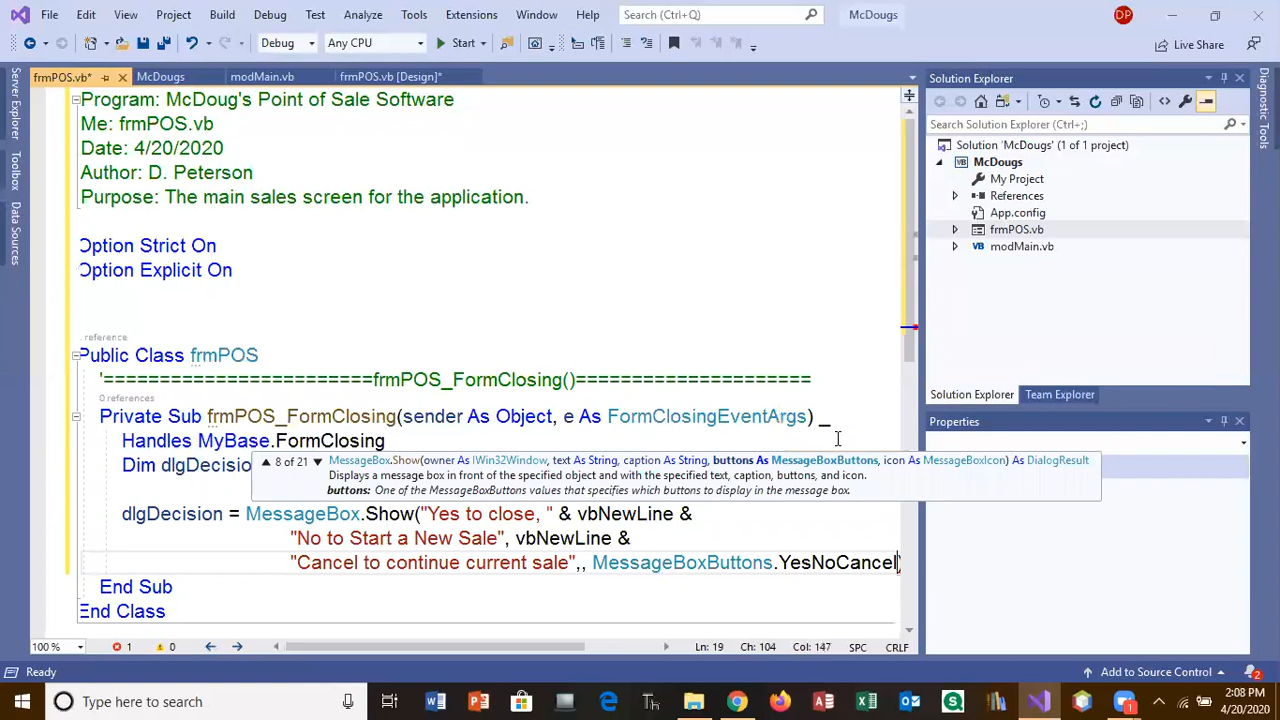 File Edit View Project Build Debug Test Analyze Tools Extensions Window Help Search (Ctrl+Q) McDougs DP
Debug Any CPU Start Live Share
Server Explorer
Toolbox
Data Sources
frmPOS.vb* McDougs modMain.vb frmPOS.vb [Design]*
Program: McDoug's Point of Sale Software
Me: frmPOS.vb
Date: 4/20/2020
Author: D. Peterson
Purpose: The main sales screen for the application.
Option Strict On
Option Explicit On
reference
Public Class frmPOS
'========================frmPOS_FormClosing()=====================
0 references
Private Sub frmPOS_FormClosing(sender As Object, e As FormClosingEventArgs) _
Handles MyBase.FormClosing
Dim dlgDecisio
8 of 21 MessageBox.Show(owner As IWin32Window, text As String, caption As String, buttons As MessageBoxButtons, icon As MessageBoxIcon) As DialogResult
Displays a message box in front of the specified object and with the specified text, caption, buttons, and icon.
buttons: One of the MessageBoxButtons values that specifies which buttons to display in the message box.
dlgDecision = MessageBox.Show("Yes to close, " & vbNewLine &
"No to Start a New Sale", vbNewLine &
"Cancel to continue current sale",, MessageBoxButtons.YesNoCancel)
End Sub
End Class
100 % 1 0 Ln: 19 Ch: 104 Col: 147 SPC CRLF
Solution Explorer
Search Solution Explorer (Ctrl+;)
Solution 'McDougs' (1 of 1 project)
McDougs
My Project
References
App.config
frmPOS.vb
modMain.vb
Solution Explorer Team Explorer
Properties
Diagnostic Tools
Ready Add to Source Control 2
Type here to search 1 2:08 PM
4/20/2020 2